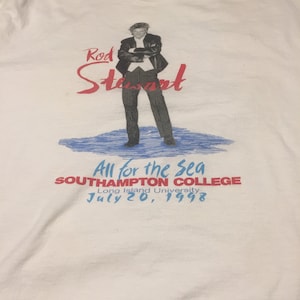 Rod
Stewart
All for the Sea
SOUTHAMPTON COLLEGE
Long Island University
July 20, 1998